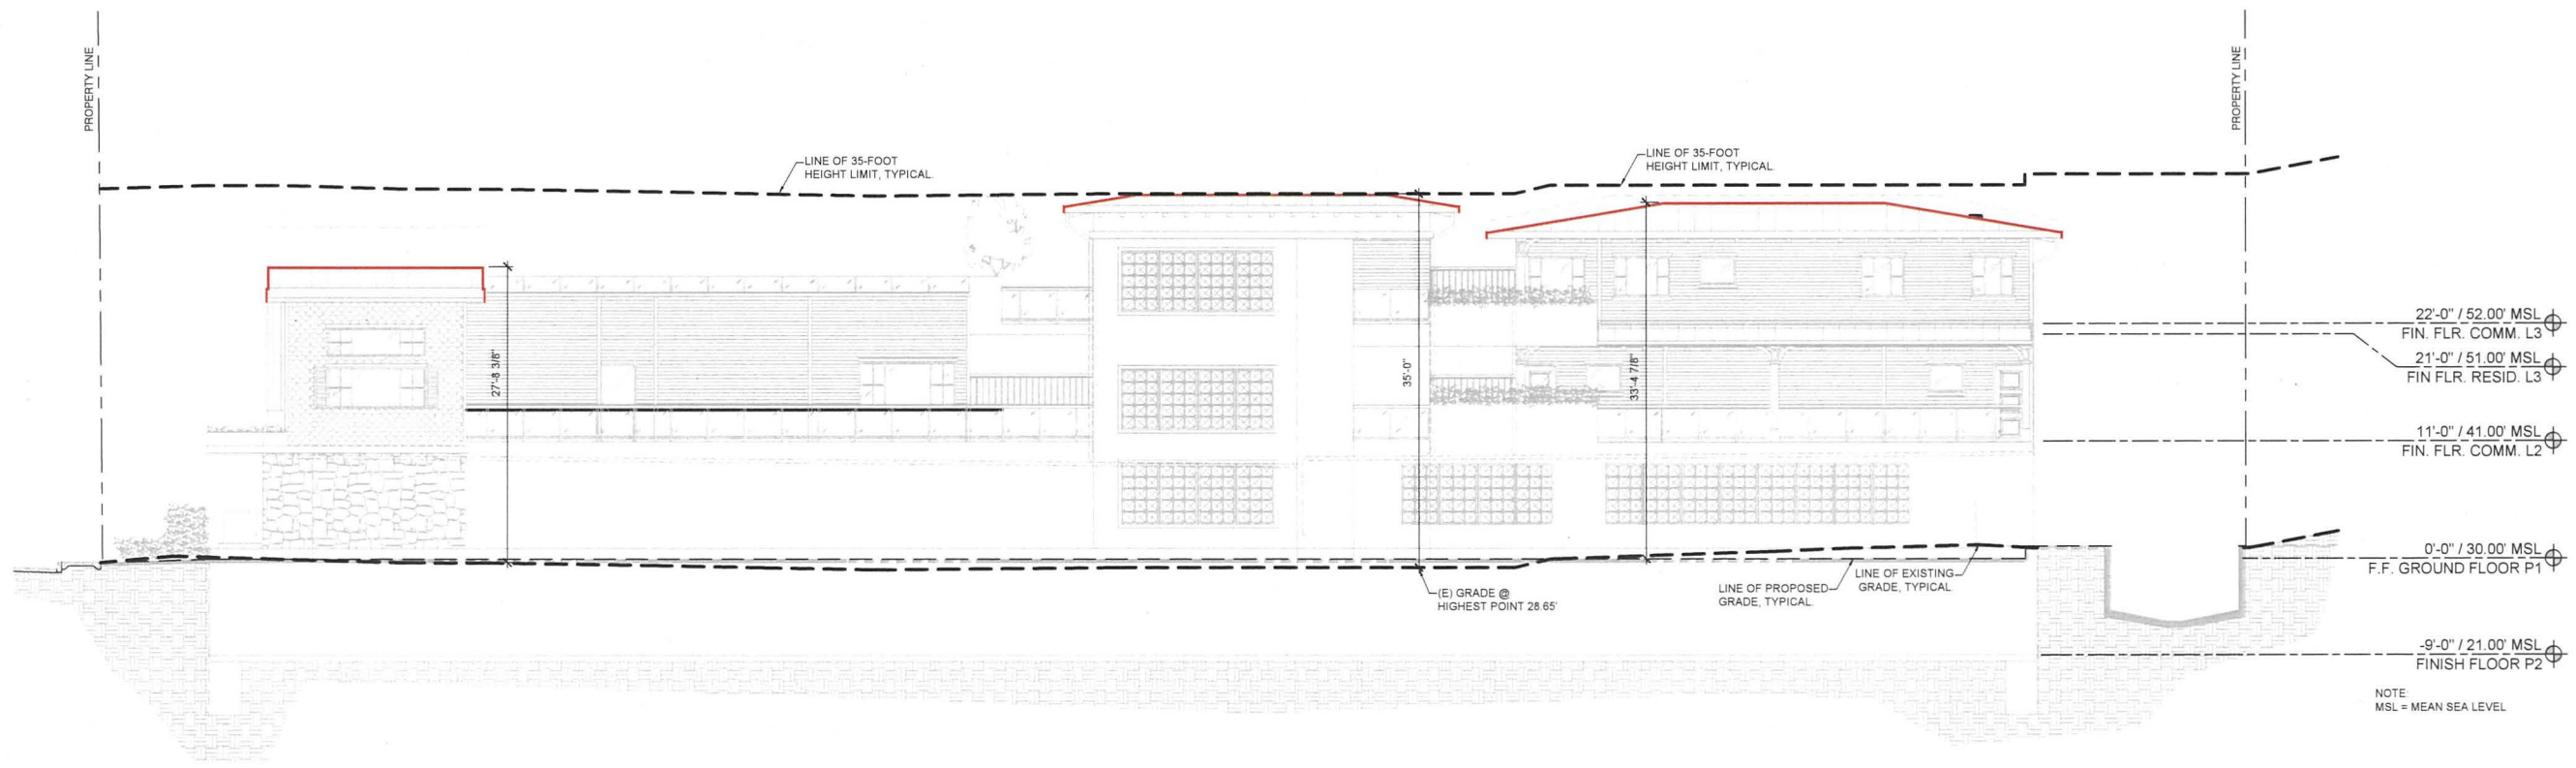 PROPERTY LINE
PROPERTY LINE
LINE OF 35-FOOT
HEIGHT LIMIT, TYPICAL
LINE OF 35-FOOT
HEIGHT LIMIT, TYPICAL
27'-8 3/8"
35'-0"
33'-4 7/8"
22'-0" / 52.00' MSL
FIN. FLR. COMM. L3
21'-0" / 51.00' MSL
FIN FLR. RESID. L3
11'-0" / 41.00' MSL
FIN. FLR. COMM. L2
0'-0" / 30.00' MSL
F.F. GROUND FLOOR P1
(E) GRADE @
HIGHEST POINT 28.65'
LINE OF PROPOSED
GRADE, TYPICAL
LINE OF EXISTING
GRADE, TYPICAL
-9'-0" / 21.00' MSL
FINISH FLOOR P2
NOTE:
MSL = MEAN SEA LEVEL